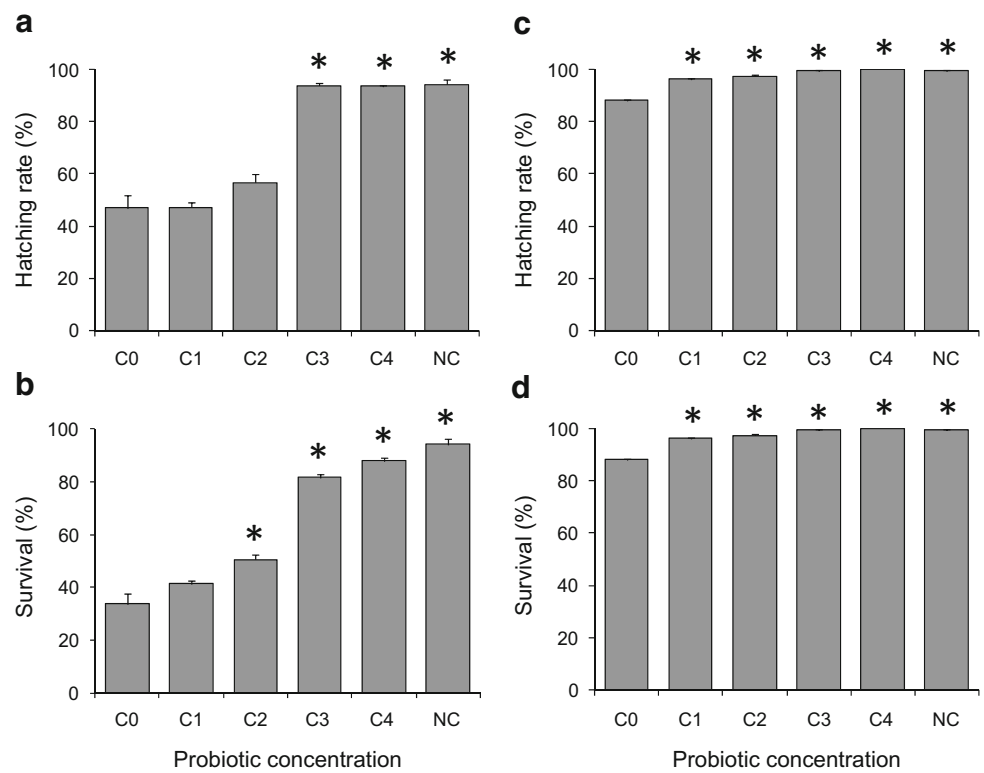 a
Hatching rate (%)
100
80
60
40
20
0
* * *
C0 C1 C2 C3 C4 NC
b
Survival (%)
100
80
60
40
20
0
* * * *
C0 C1 C2 C3 C4 NC
Probiotic concentration
c
Hatching rate (%)
100
80
60
40
20
0
* * * * *
C0 C1 C2 C3 C4 NC
d
Survival (%)
100
80
60
40
20
0
* * * * *
C0 C1 C2 C3 C4 NC
Probiotic concentration